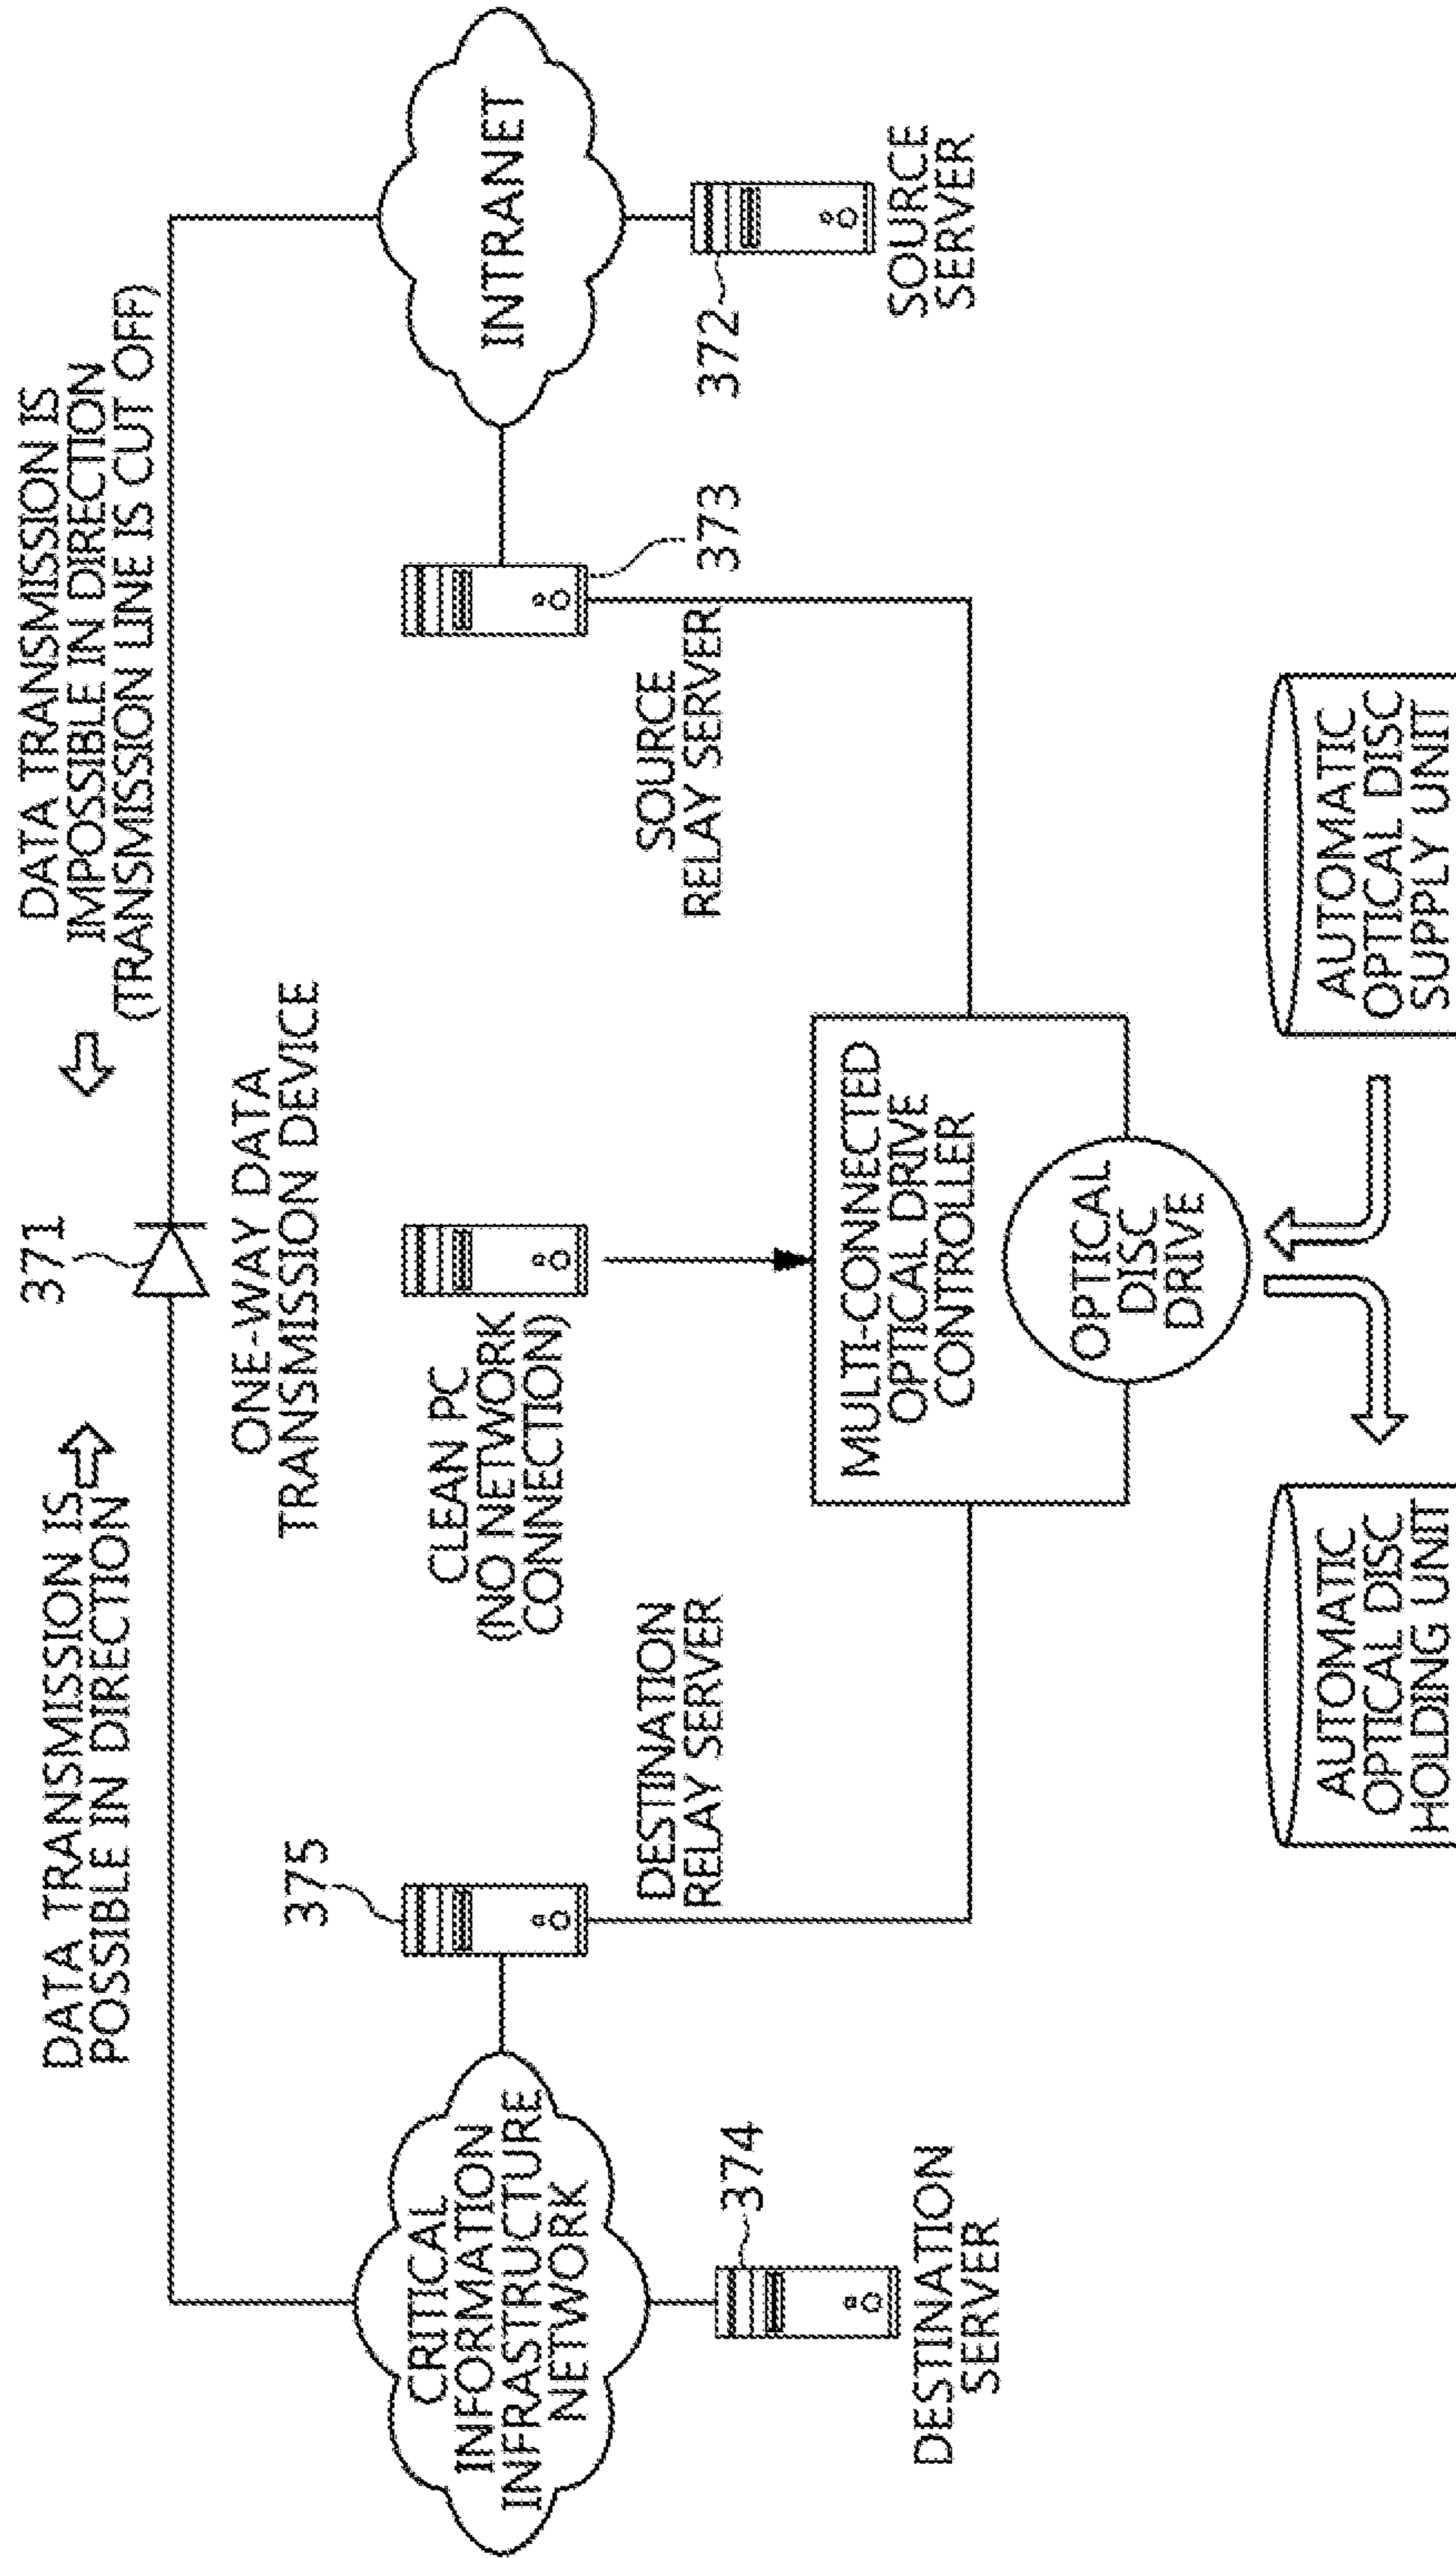 DATA TRANSMISSION IS
POSSIBLE IN DIRECTION
DATA TRANSMISSION IS
IMPOSSIBLE IN DIRECTION
(TRANSMISSION LINE IS CUT OFF)
371
ONE-WAY DATA
TRANSMISSION DEVICE
CRITICAL
INFORMATION
INFRASTRUCTURE
NETWORK
375
DESTINATION
RELAY SERVER
374
DESTINATION
SERVER
CLEAN PC
(NO NETWORK
CONNECTION)
INTRANET
373
SOURCE
RELAY SERVER
372
SOURCE
SERVER
MULTI-CONNECTED
OPTICAL DRIVE
CONTROLLER
OPTICAL
DISC
DRIVE
AUTOMATIC
OPTICAL DISC
HOLDING UNIT
AUTOMATIC
OPTICAL DISC
SUPPLY UNIT